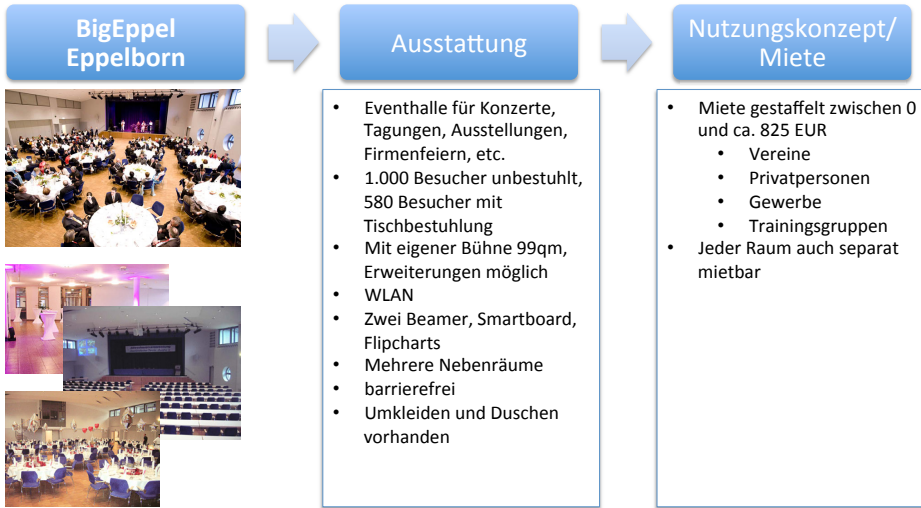 BigEppel
Eppelborn
Ausstattung
Nutzungskonzept/
Miete
• Eventhalle für Konzerte,
Tagungen, Ausstellungen,
Firmenfeiern, etc.
• 1.000 Besucher unbestuhlt,
580 Besucher mit
Tischbestuhlung
• Mit eigener Bühne 99qm,
Erweiterungen möglich
• WLAN
• Zwei Beamer, Smartboard,
Flipcharts
• Mehrere Nebenräume
• barrierefrei
• Umkleiden und Duschen
vorhanden
• Miete gestaffelt zwischen 0
und ca. 825 EUR
• Vereine
• Privatpersonen
• Gewerbe
• Trainingsgruppen
• Jeder Raum auch separat
mietbar